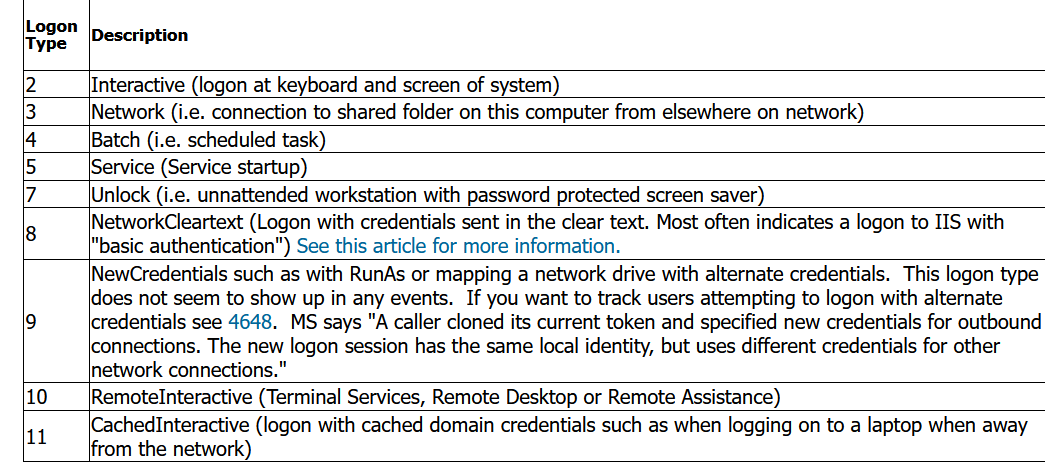 Logon
Type
Description
2
Interactive (logon at keyboard and screen of system)
3
Network (i.e. connection to shared folder on this computer from elsewhere on network)
4
Batch (i.e. scheduled task)
5
Service (Service startup)
7
Unlock (i.e. unnattended workstation with password protected screen saver)
8
NetworkCleartext (Logon with credentials sent in the clear text. Most often indicates a logon to IIS with
"basic authentication") See this article for more information.
9
NewCredentials such as with RunAs or mapping a network drive with alternate credentials.  This logon type
does not seem to show up in any events.  If you want to track users attempting to logon with alternate
credentials see 4648.  MS says "A caller cloned its current token and specified new credentials for outbound
connections. The new logon session has the same local identity, but uses different credentials for other
network connections."
10
RemoteInteractive (Terminal Services, Remote Desktop or Remote Assistance)
11
CachedInteractive (logon with cached domain credentials such as when logging on to a laptop when away
from the network)